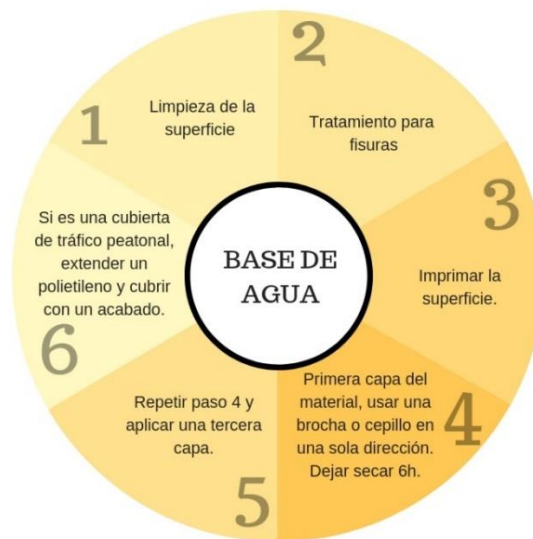 1
Limpieza de la
superficie
2
Tratamiento para
fisuras
3
Imprimar la
superficie.
4
Primera capa del
material, usar una
brocha o cepillo en
una sola dirección.
Dejar secar 6h.
5
Repetir paso 4 y
aplicar una tercera
capa.
6
Si es una cubierta
de tráfico peatonal,
extender un
polietileno y cubrir
con un acabado.
BASE DE
AGUA